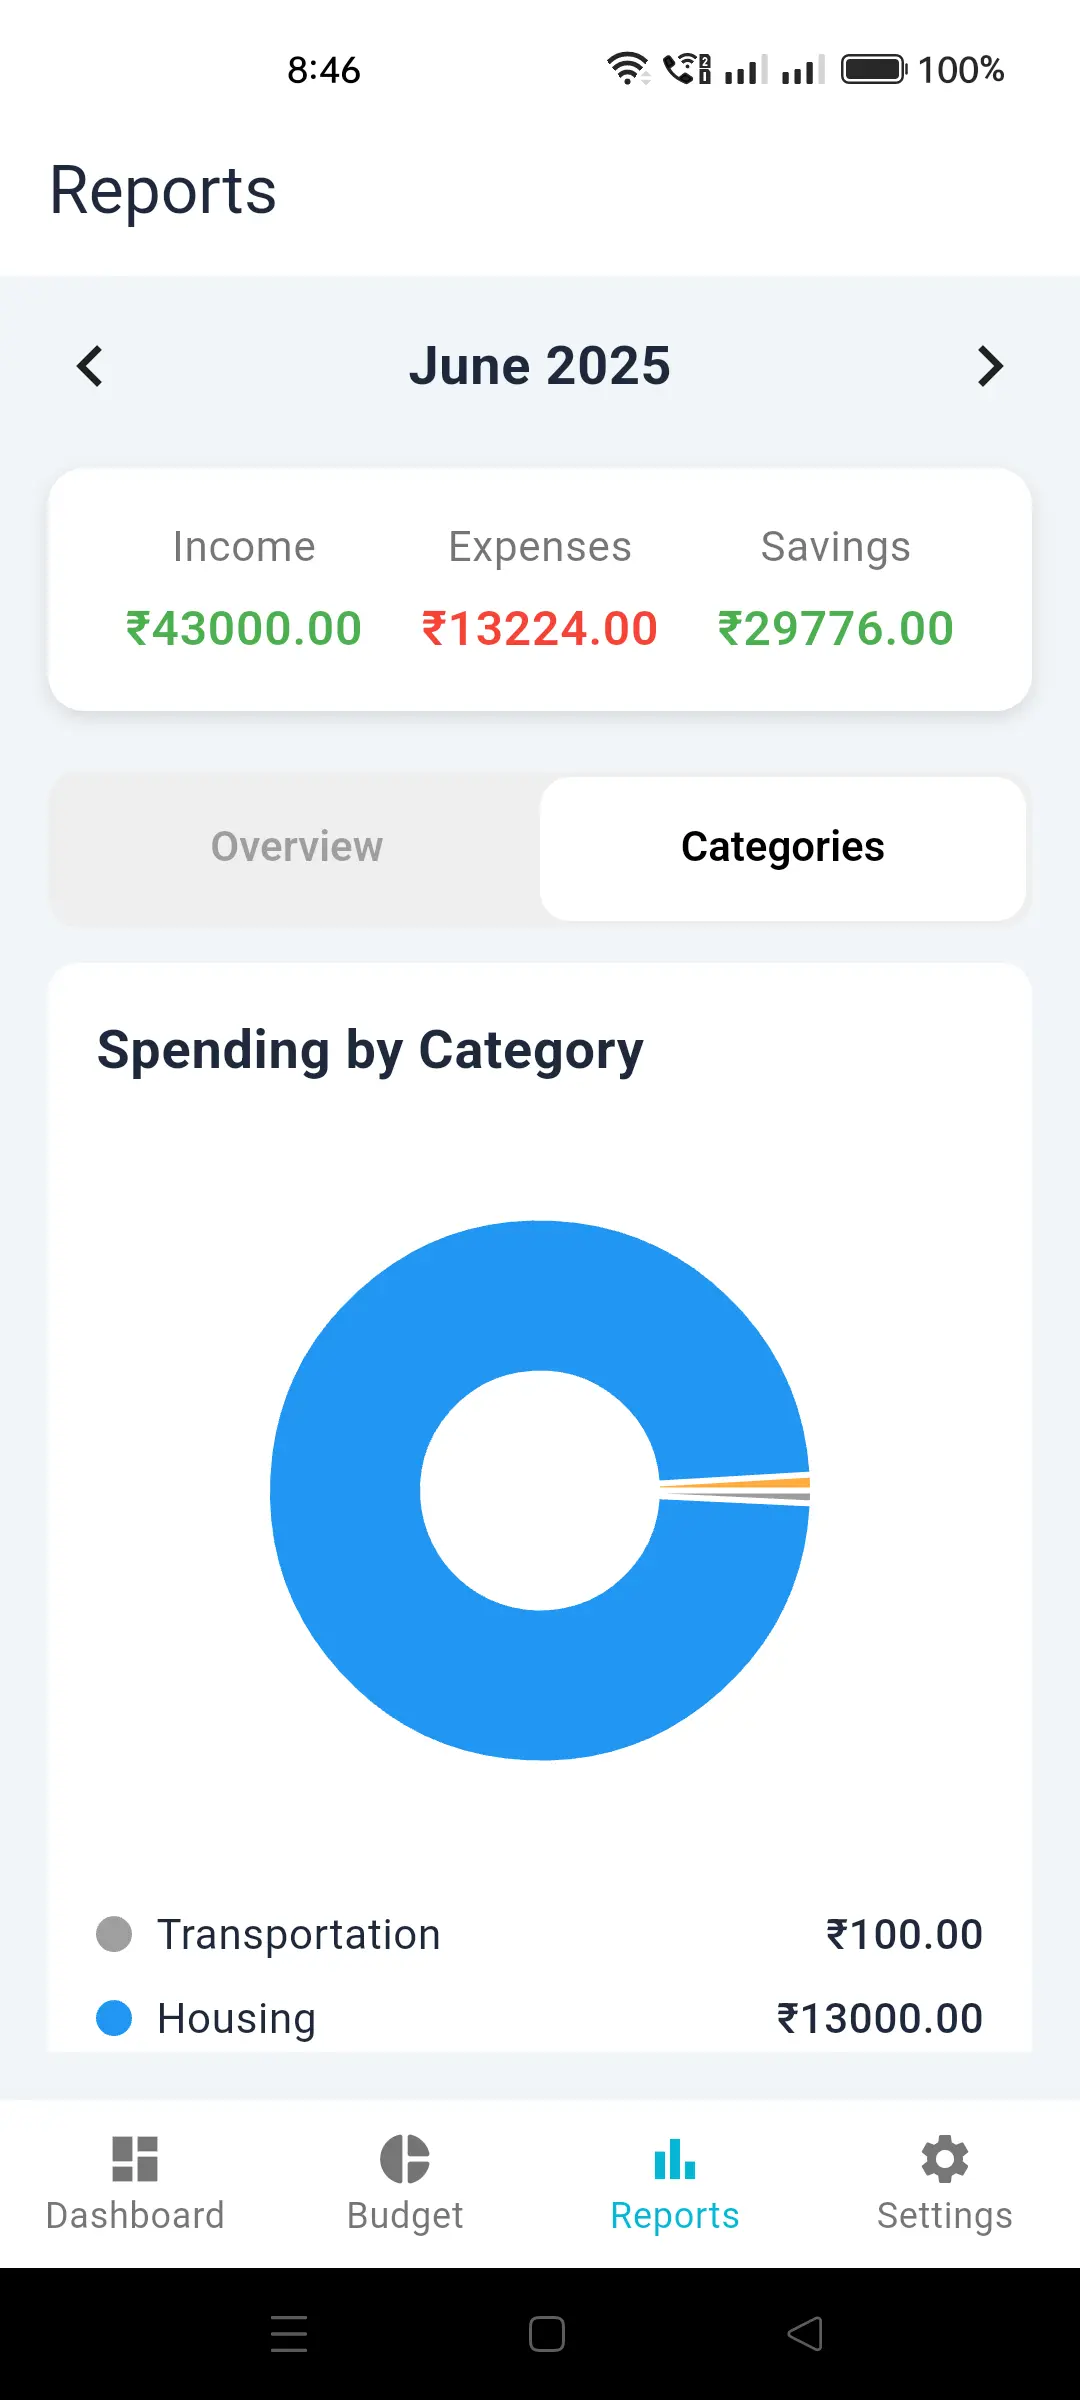 8:46 100%
Reports
June 2025
Income Expenses Savings
₹43000.00 ₹13224.00 ₹29776.00
Overview Categories
Spending by Category
Transportation ₹100.00
Housing ₹13000.00
Dashboard Budget Reports Settings